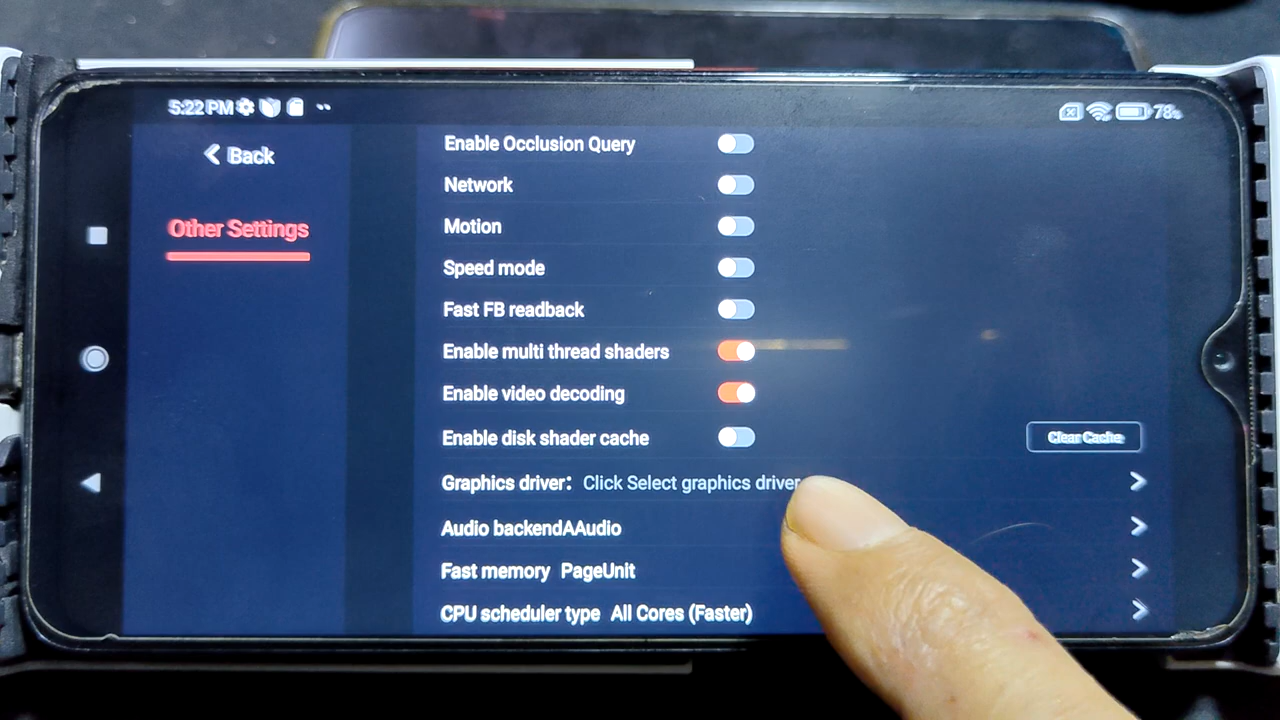 5:22 PM
78%
Back
Other Settings
Enable Occlusion Query
Network
Motion
Speed mode
Fast FB readback
Enable multi thread shaders
Enable video decoding
Enable disk shader cache
Clear Cache
Graphics driver: Click Select graphics driver
Audio backendAAudio
Fast memory PageUnit
CPU scheduler type All Cores (Faster)